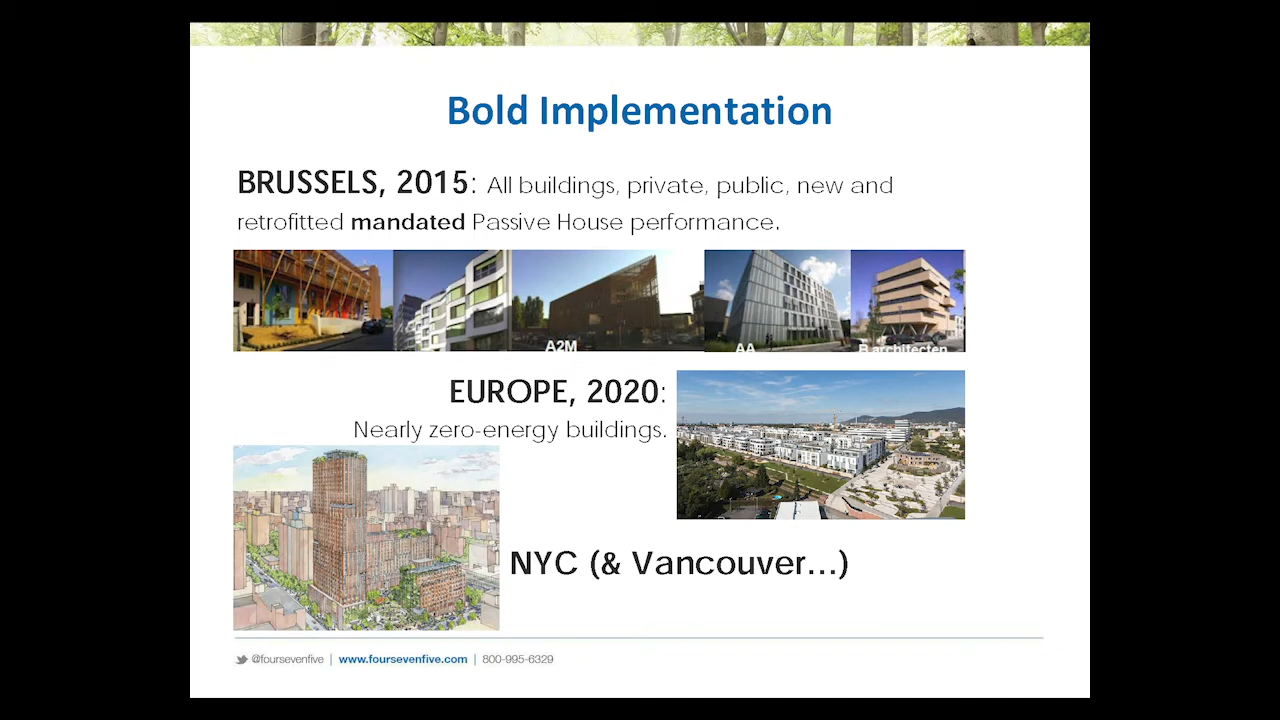 Bold Implementation
BRUSSELS, 2015: All buildings, private, public, new and
retrofitted mandated Passive House performance.
A2M
AA
B architecten
EUROPE, 2020:
Nearly zero-energy buildings.
NYC (& Vancouver...)
@foursevenfive | www.foursevenfive.com | 800-995-6329